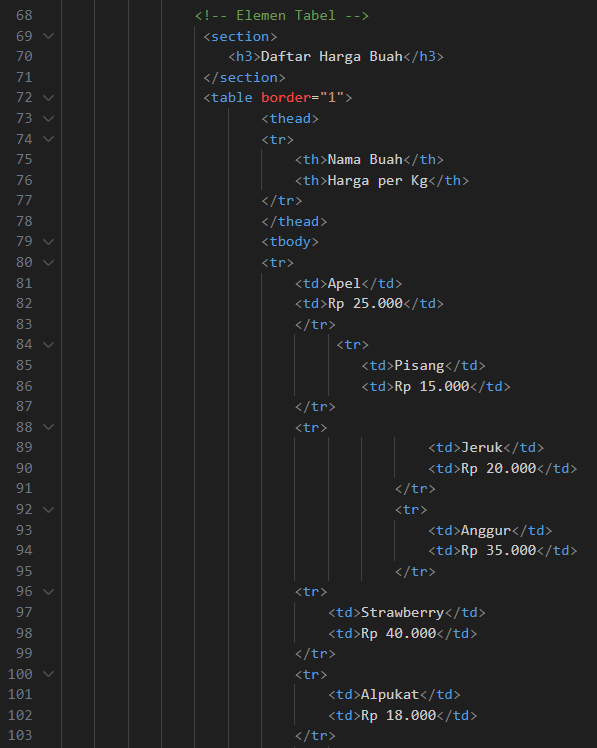 68 <!-- Elemen Tabel -->
69 <section>
70 <h3>Daftar Harga Buah</h3>
71 </section>
72 <table border="1">
73 <thead>
74 <tr>
75 <th>Nama Buah</th>
76 <th>Harga per Kg</th>
77 </tr>
78 </thead>
79 <tbody>
80 <tr>
81 <td>Apel</td>
82 <td>Rp 25.000</td>
83 </tr>
84 <tr>
85 <td>Pisang</td>
86 <td>Rp 15.000</td>
87 </tr>
88 <tr>
89 <td>Jeruk</td>
90 <td>Rp 20.000</td>
91 </tr>
92 <tr>
93 <td>Anggur</td>
94 <td>Rp 35.000</td>
95 </tr>
96 <tr>
97 <td>Strawberry</td>
98 <td>Rp 40.000</td>
99 </tr>
100 <tr>
101 <td>Alpukat</td>
102 <td>Rp 18.000</td>
103 </tr>